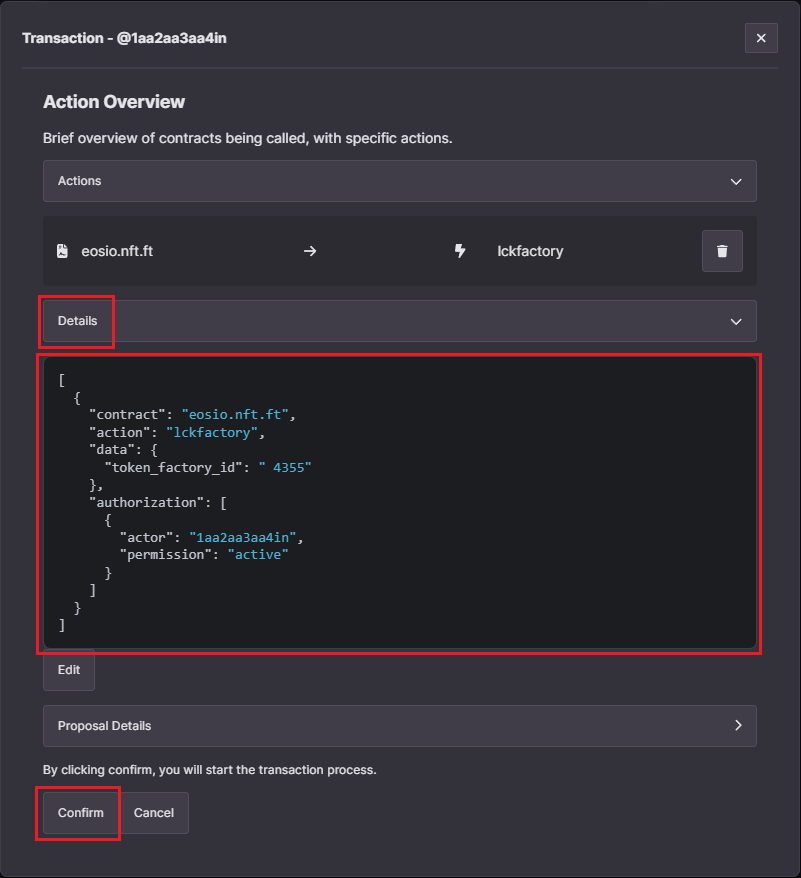 Transaction - @1aa2aa3aa4in
Action Overview
Brief overview of contracts being called, with specific actions.
Actions
eosio.nft.ft → lckfactory
Details
[
  {
    "contract": "eosio.nft.ft",
    "action": "lckfactory",
    "data": {
      "token_factory_id": " 4355"
    },
    "authorization": [
      {
        "actor": "1aa2aa3aa4in",
        "permission": "active"
      }
    ]
  }
]
Edit
Proposal Details
By clicking confirm, you will start the transaction process.
Confirm Cancel